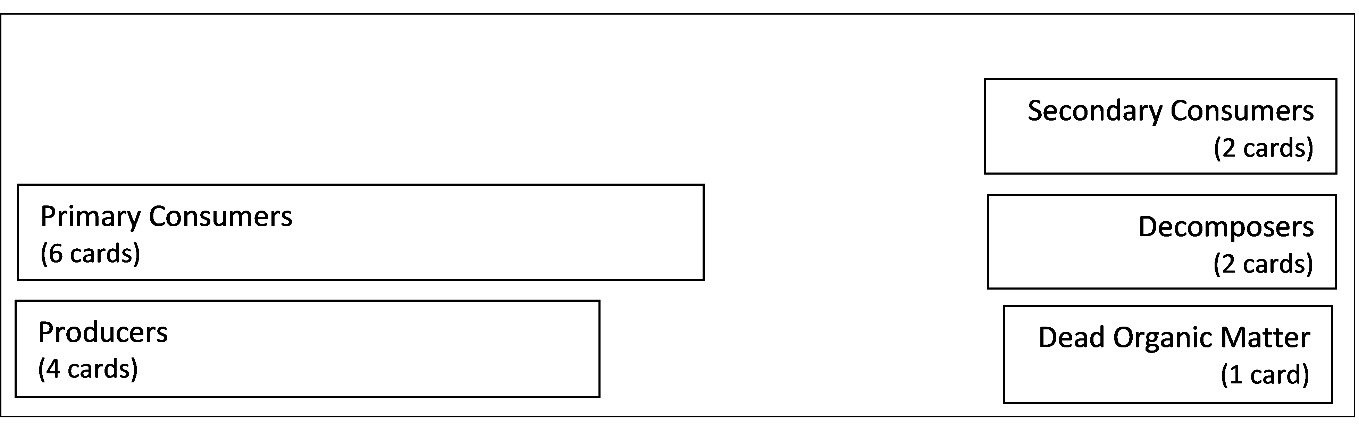 Secondary Consumers
(2 cards)
Primary Consumers
(6 cards)
Decomposers
(2 cards)
Producers
(4 cards)
Dead Organic Matter
(1 card)